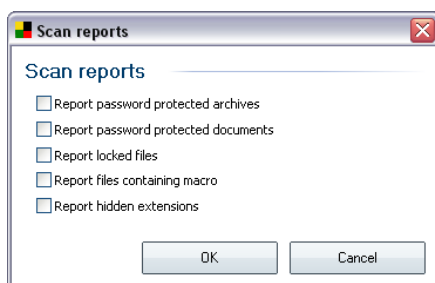 Scan reports
Scan reports
Report password protected archives
Report password protected documents
Report locked files
Report files containing macro
Report hidden extensions
OK Cancel